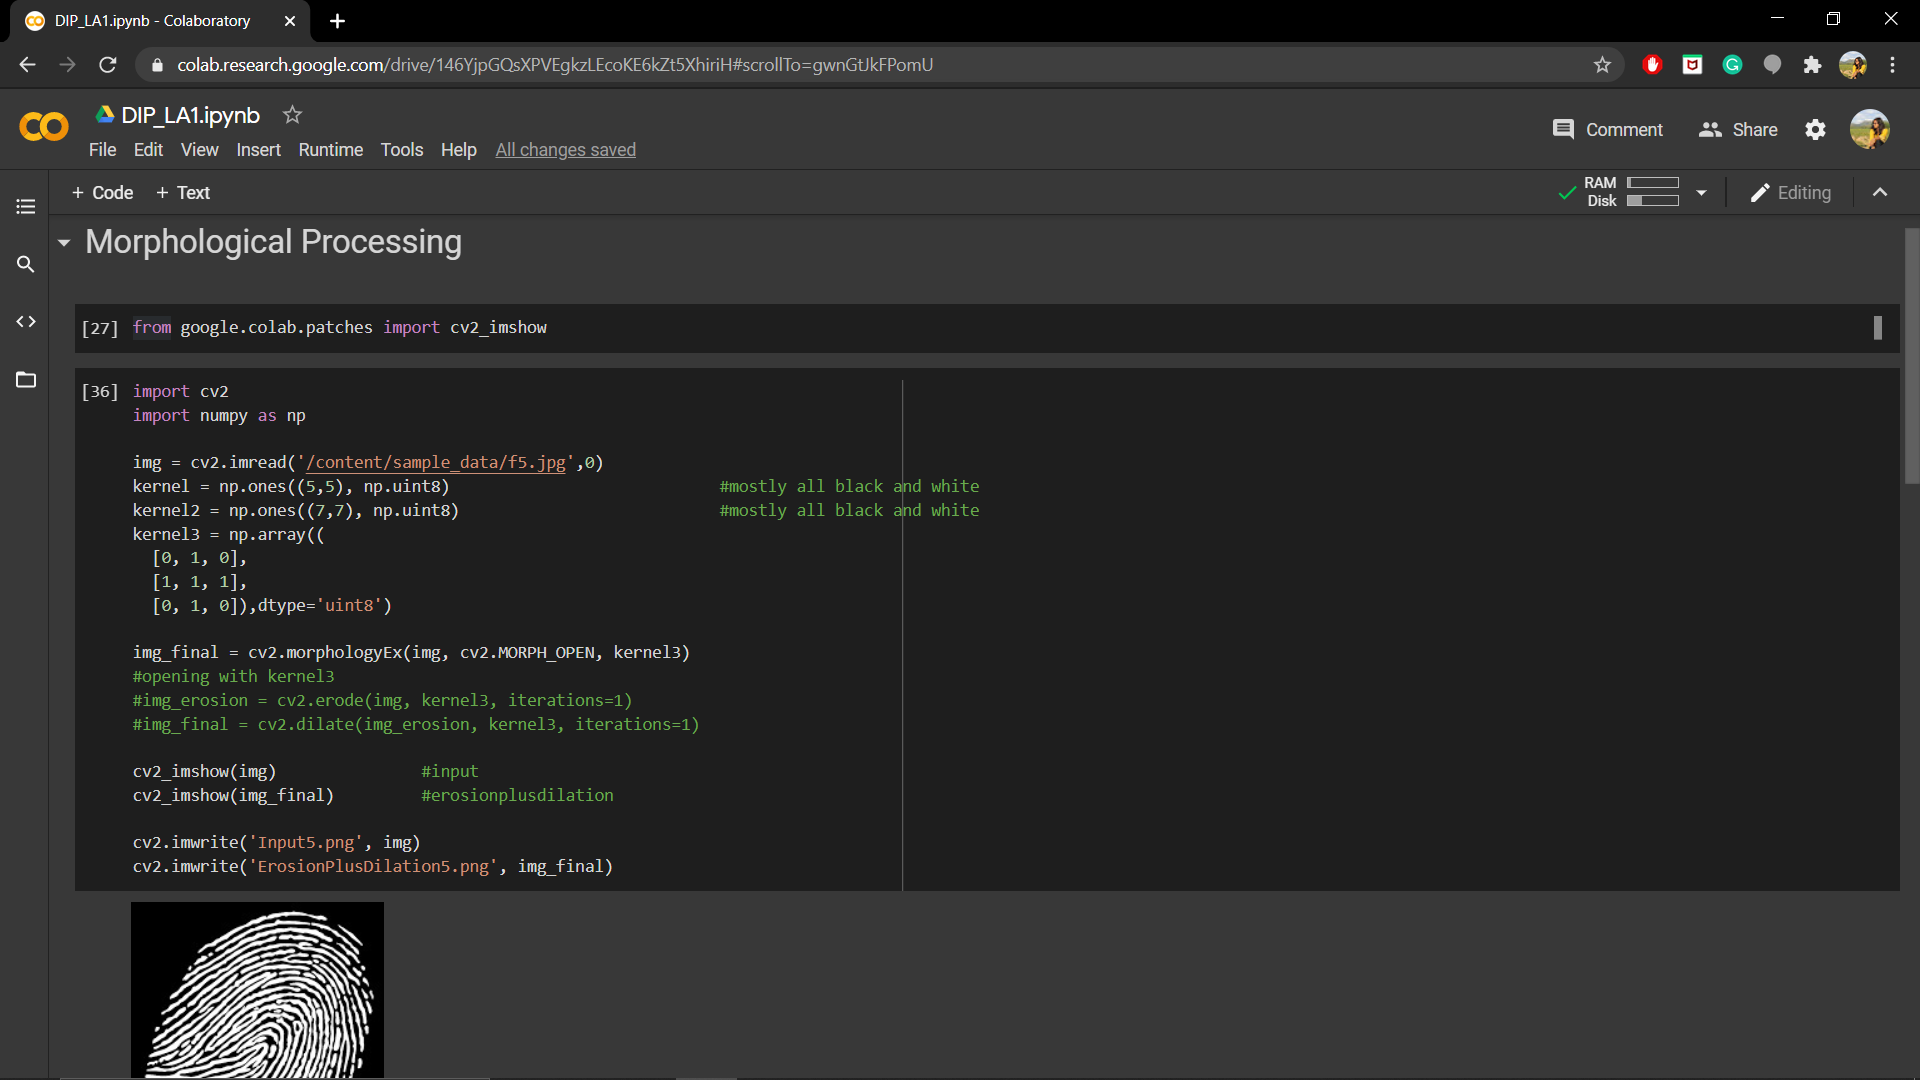 DIP_LA1.ipynb - Colaboratory
colab.research.google.com/drive/146YjpGQsXPVEgkzLEcoKE6kZt5XhiriH#scrollTo=gwnGtJkFPomU
DIP_LA1.ipynb
Comment Share
File Edit View Insert Runtime Tools Help All changes saved
+ Code + Text
RAM
Disk
Editing
Morphological Processing
[27] from google.colab.patches import cv2_imshow
[36] import cv2
import numpy as np
img = cv2.imread('/content/sample_data/f5.jpg',0)
kernel = np.ones((5,5), np.uint8) #mostly all black and white
kernel2 = np.ones((7,7), np.uint8) #mostly all black and white
kernel3 = np.array((
[0, 1, 0],
[1, 1, 1],
[0, 1, 0]),dtype='uint8')
img_final = cv2.morphologyEx(img, cv2.MORPH_OPEN, kernel3)
#opening with kernel3
#img_erosion = cv2.erode(img, kernel3, iterations=1)
#img_final = cv2.dilate(img_erosion, kernel3, iterations=1)
cv2_imshow(img) #input
cv2_imshow(img_final) #erosionplusdilation
cv2.imwrite('Input5.png', img)
cv2.imwrite('ErosionPlusDilation5.png', img_final)